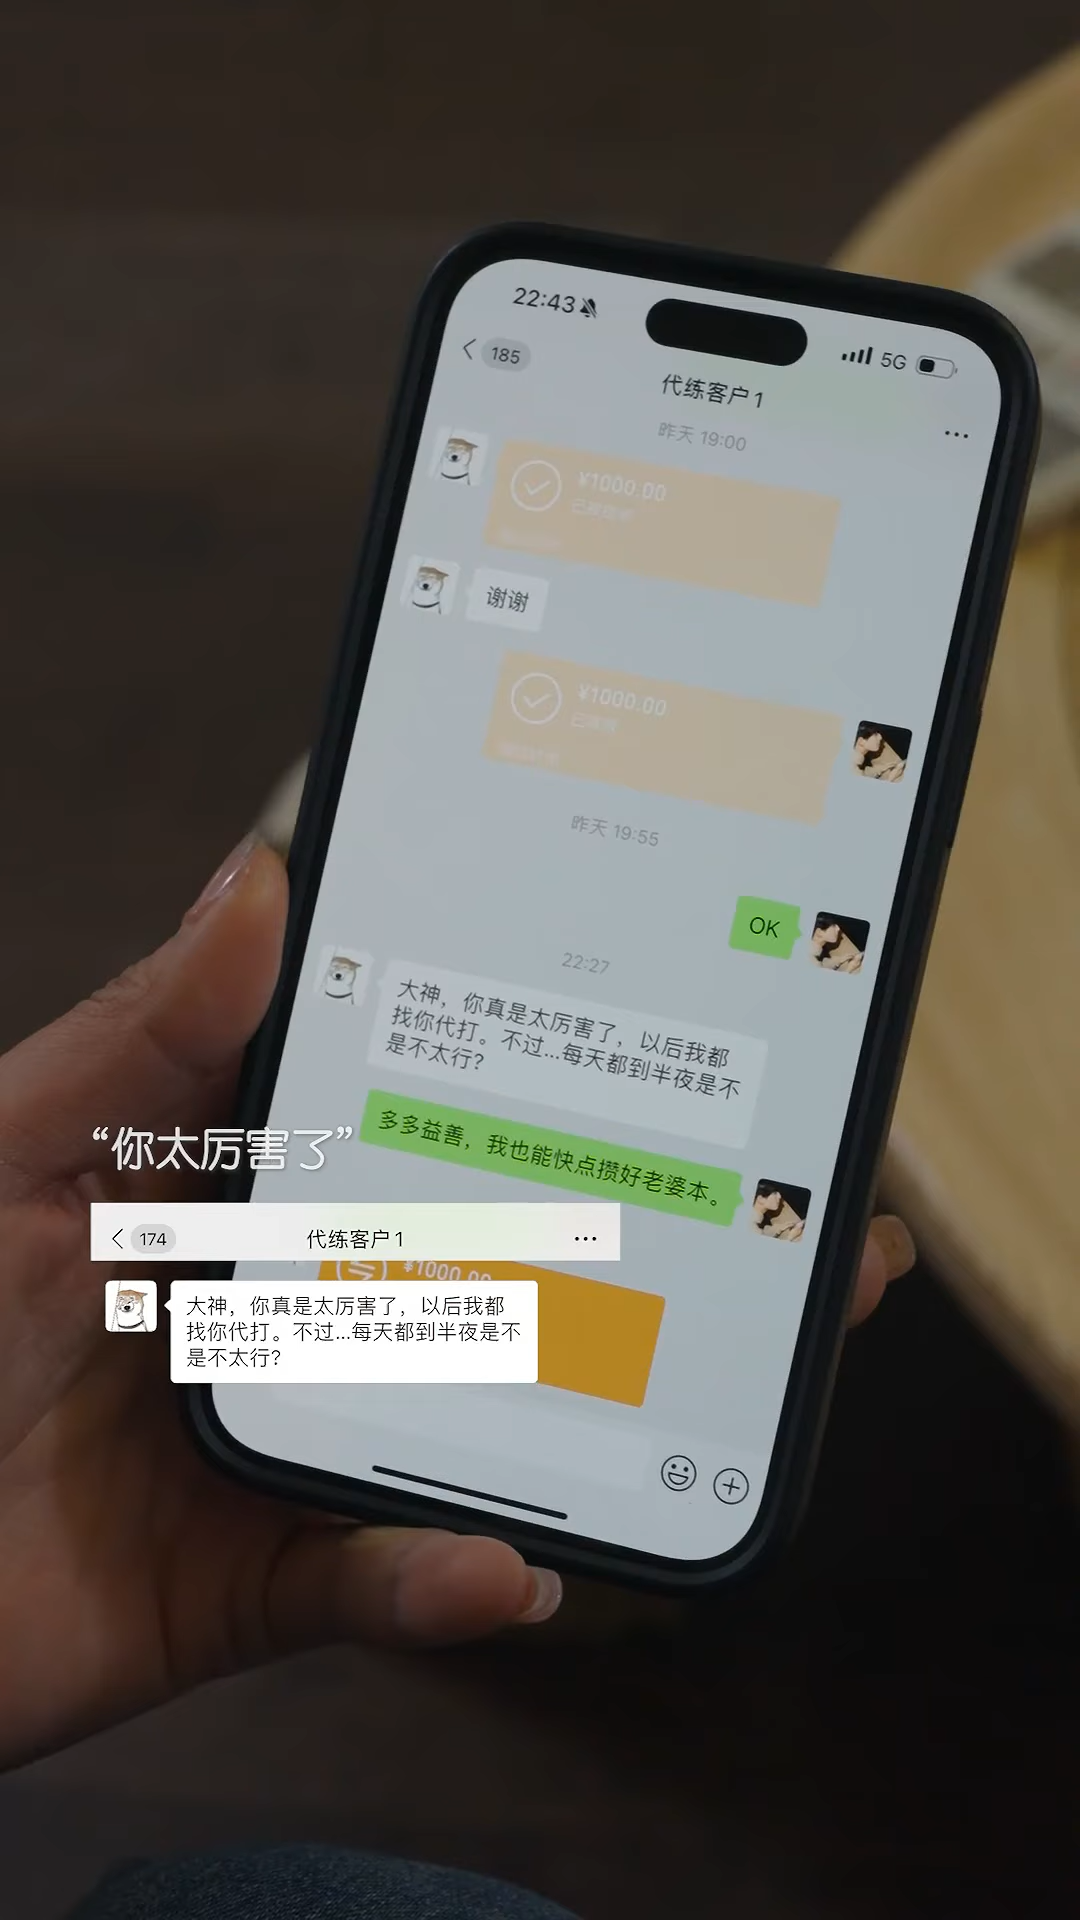 22:43
5G
185
代练客户1
昨天 19:00
¥1000.00
谢谢
¥1000.00
昨天 19:55
OK
22:27
大神，你真是太厉害了，以后我都
找你代打。不过...每天都到半夜是不
是不太行？
多多益善，我也能快点攒好老婆本。
¥1000.00
“你太厉害了”
174
代练客户1
大神，你真是太厉害了，以后我都
找你代打。不过...每天都到半夜是不
是不太行？